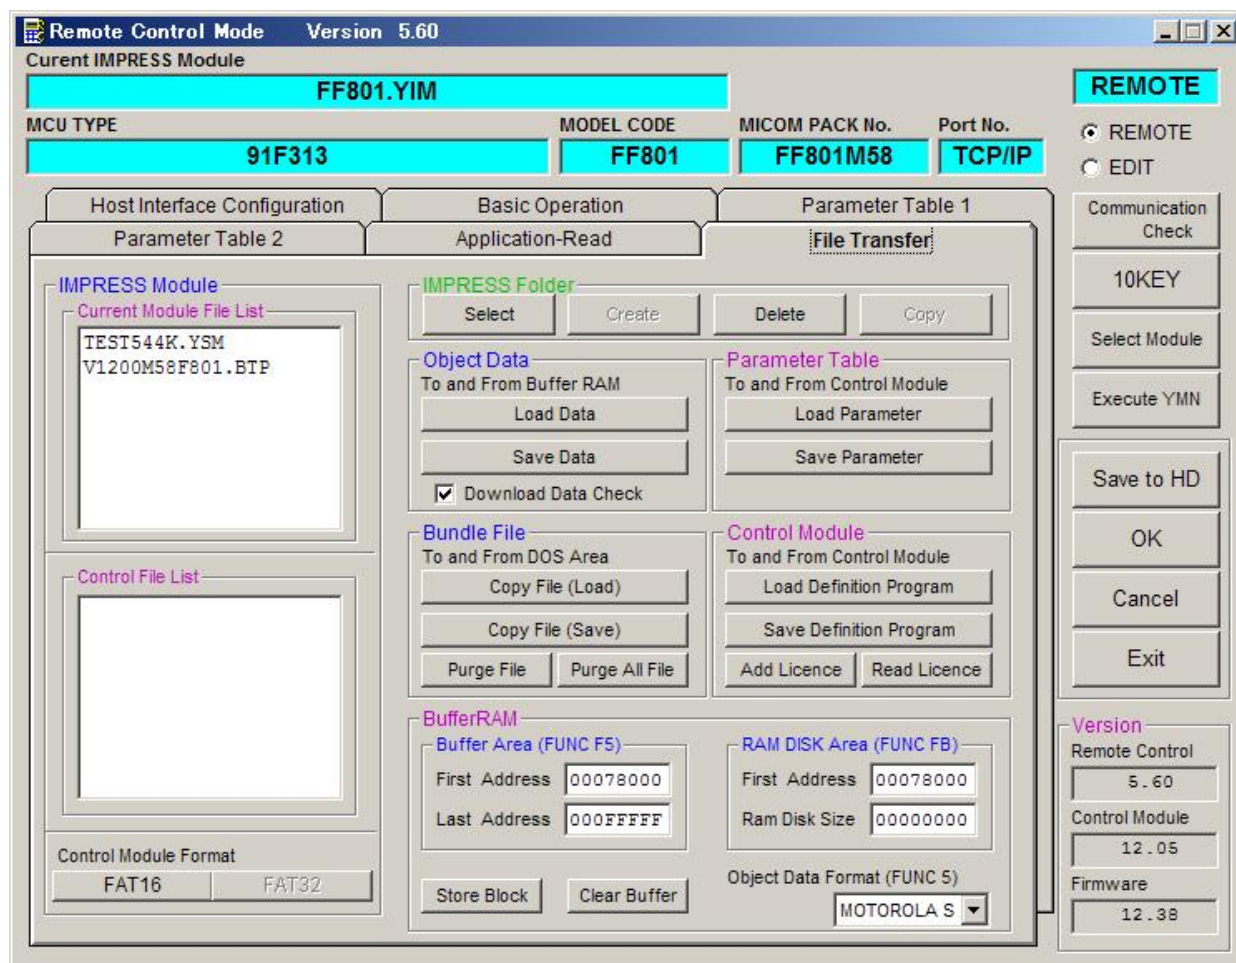 Remote Control Mode Version 5.60
Curent IMPRESS Module
FF801.YIM
REMOTE
MCU TYPE
MODEL CODE
MICOM PACK No.
Port No.
91F313
FF801
FF801M58
TCP/IP
REMOTE
EDIT
Host Interface Configuration
Basic Operation
Parameter Table 1
Parameter Table 2
Application-Read
File Transfer
Communication
Check
10KEY
Select Module
Execute YMN
Save to HD
OK
Cancel
Exit
IMPRESS Module
Current Module File List
TEST544K.YSM
V1200M58F801.BTP
Control File List
Control Module Format
FAT16
FAT32
IMPRESS Folder
Select
Create
Delete
Copy
Object Data
To and From Buffer RAM
Load Data
Save Data
Download Data Check
Parameter Table
To and From Control Module
Load Parameter
Save Parameter
Bundle File
To and From DOS Area
Copy File (Load)
Copy File (Save)
Purge File
Purge All File
Control Module
To and From Control Module
Load Definition Program
Save Definition Program
Add Licence
Read Licence
BufferRAM
Buffer Area (FUNC F5)
First Address 00078000
Last Address 000FFFFF
RAM DISK Area (FUNC FB)
First Address 00078000
Ram Disk Size 00000000
Store Block
Clear Buffer
Object Data Format (FUNC 5)
MOTOROLA S
Version
Remote Control
5.60
Control Module
12.05
Firmware
12.38